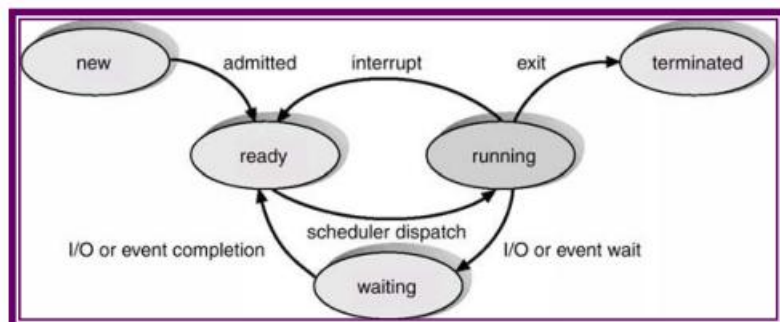 new
admitted
interrupt
exit
terminated
ready
running
I/O or event completion
scheduler dispatch
I/O or event wait
waiting